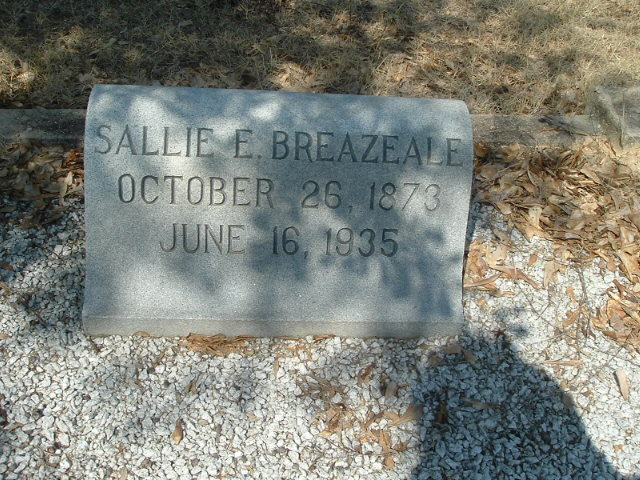 SALLIE E. BREAZEALE
OCTOBER 26, 1873
JUNE 16, 1935